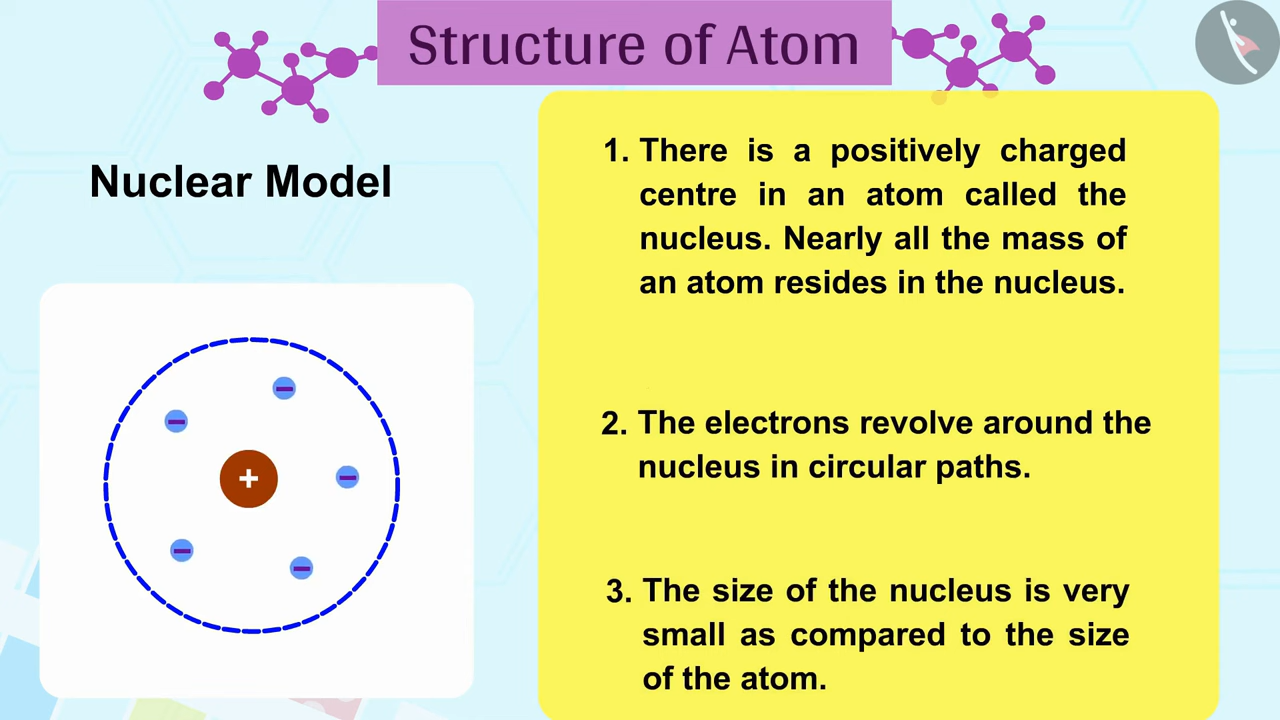 Structure of Atom
Nuclear Model
+
1. There is a positively charged
centre in an atom called the
nucleus. Nearly all the mass of
an atom resides in the nucleus.
2. The electrons revolve around the
nucleus in circular paths.
3. The size of the nucleus is very
small as compared to the size
of the atom.